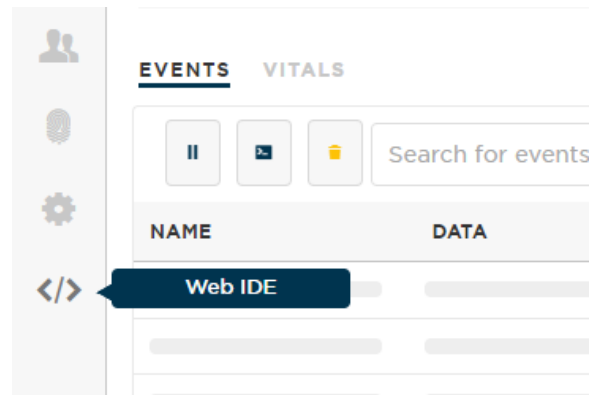 EVENTS VITALS
Search for events
NAME DATA
</> Web IDE